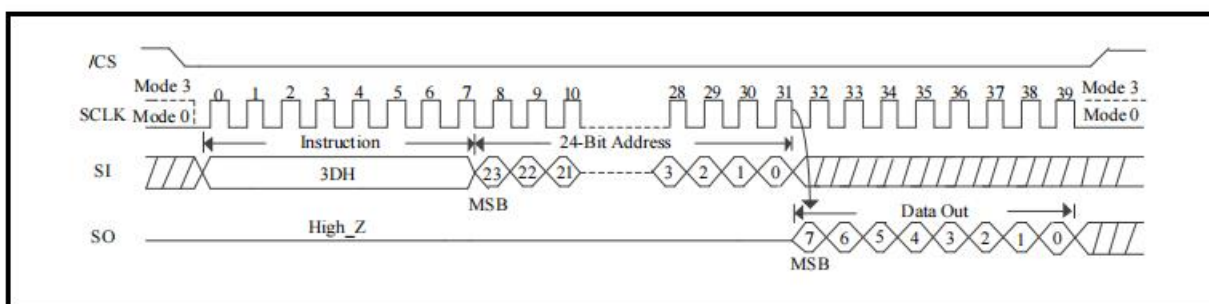 /CS
Mode 3 0 1 2 3 4 5 6 7 8 9 10 28 29 30 31 32 33 34 35 36 37 38 39 Mode 3
SCLK Mode 0 Mode 0
Instruction 24-Bit Address
SI 3DH 23 22 21 3 2 1 0
MSB
High_Z Data Out
SO 7 6 5 4 3 2 1 0
MSB